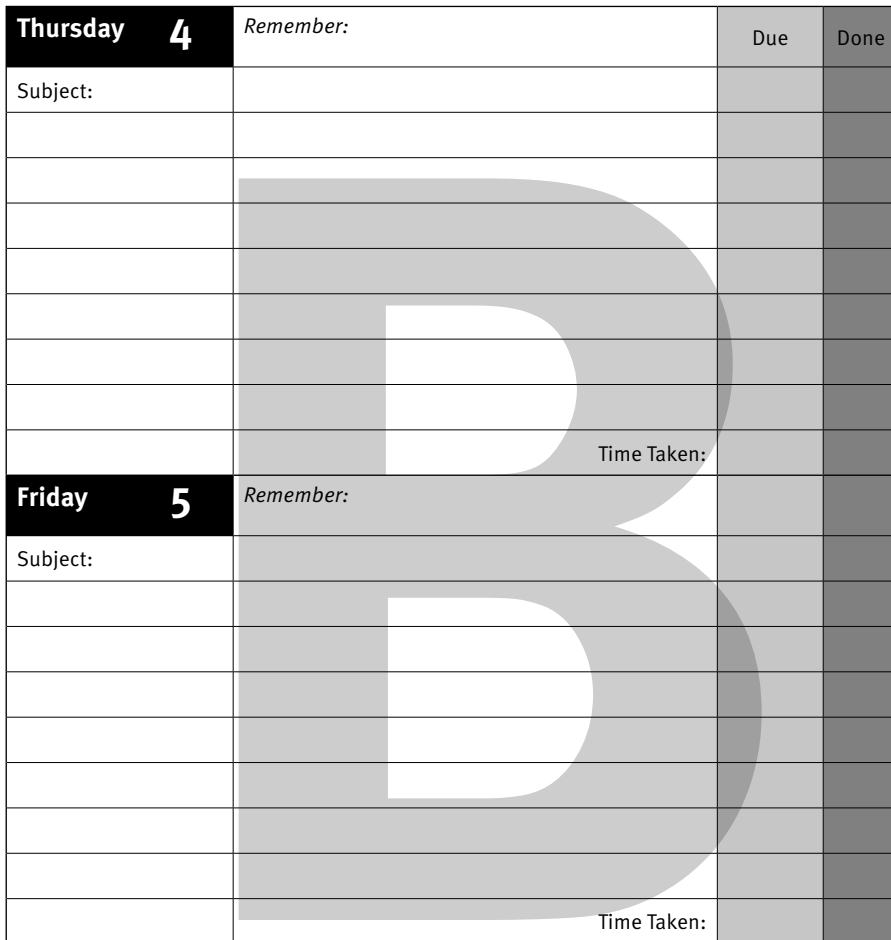 Thursday 4 Remember: Due Done
Subject:
B
Time Taken:
Friday 5 Remember:
Subject:
Time Taken: